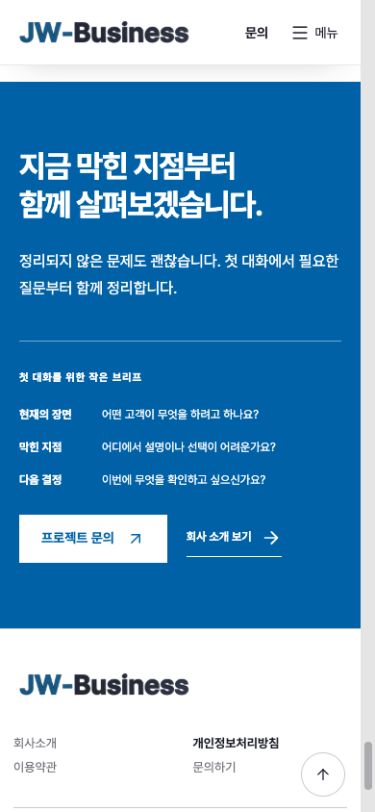 JW-Business
문의
메뉴
지금 막힌 지점부터
함께 살펴보겠습니다.
정리되지 않은 문제도 괜찮습니다. 첫 대화에서 필요한
질문부터 함께 정리합니다.
첫 대화를 위한 작은 브리프
현재의 장면 어떤 고객이 무엇을 하려고 하나요?
막힌 지점 어디에서 설명이나 선택이 어려운가요?
다음 결정 이번에 무엇을 확인하고 싶으신가요?
프로젝트 문의
회사 소개 보기
JW-Business
회사소개 개인정보처리방침
이용약관 문의하기